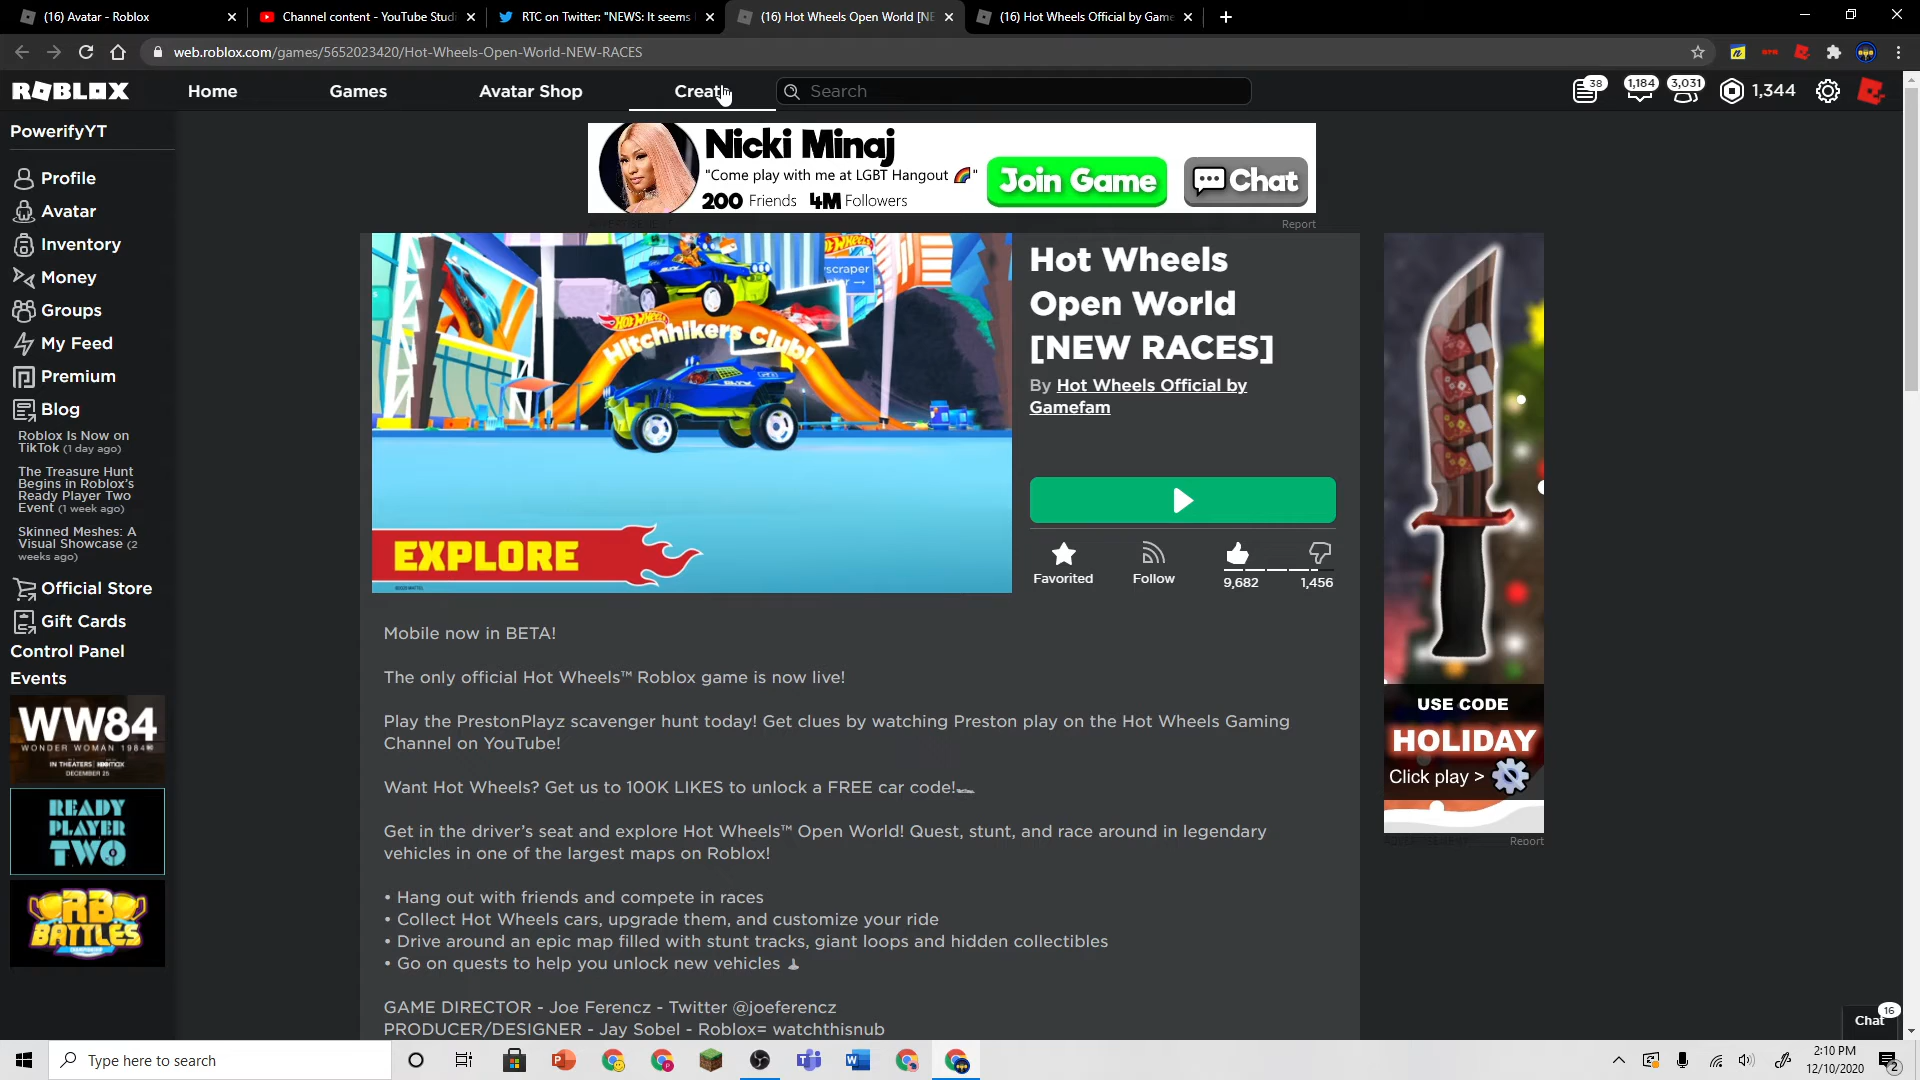 (16) Avatar - Roblox
Channel content - YouTube Studi
RTC on Twitter: "NEWS: It seems
(16) Hot Wheels Open World [NE
(16) Hot Wheels Official by Game
web.roblox.com/games/5652023420/Hot-Wheels-Open-World-NEW-RACES
ROBLOX
Home
Games
Avatar Shop
Create
Search
38
1,184
3,031
1,344
PowerifyYT
Profile
Avatar
Inventory
Money
Groups
My Feed
Premium
Blog
Roblox Is Now on
TikTok (1 day ago)
The Treasure Hunt
Begins in Roblox's
Ready Player Two
Event (1 week ago)
Skinned Meshes: A
Visual Showcase (2
weeks ago)
Official Store
Gift Cards
Control Panel
Events
WW84
WONDER WOMAN 1984
IN THEATERS
DECEMBER 25
READY
PLAYER
TWO
RB
BATTLES
Nicki Minaj
"Come play with me at LGBT Hangout 🌈"
200 Friends 4M Followers
Join Game
Chat
Report
HOT WHEELS
Hitchhikers Club!
EXPLORE
Hot Wheels
Open World
[NEW RACES]
By Hot Wheels Official by
Gamefam
Favorited
Follow
9,682
1,456
Mobile now in BETA!
The only official Hot Wheels™ Roblox game is now live!
Play the PrestonPlayz scavenger hunt today! Get clues by watching Preston play on the Hot Wheels Gaming
Channel on YouTube!
Want Hot Wheels? Get us to 100K LIKES to unlock a FREE car code!
Get in the driver's seat and explore Hot Wheels™ Open World! Quest, stunt, and race around in legendary
vehicles in one of the largest maps on Roblox!
• Hang out with friends and compete in races
• Collect Hot Wheels cars, upgrade them, and customize your ride
• Drive around an epic map filled with stunt tracks, giant loops and hidden collectibles
• Go on quests to help you unlock new vehicles
GAME DIRECTOR - Joe Ferencz - Twitter @joeferencz
PRODUCER/DESIGNER - Jay Sobel - Roblox= watchthisnub
USE CODE
HOLIDAY
Click play >
Report
Chat
16
Type here to search
2:10 PM
12/10/2020
2